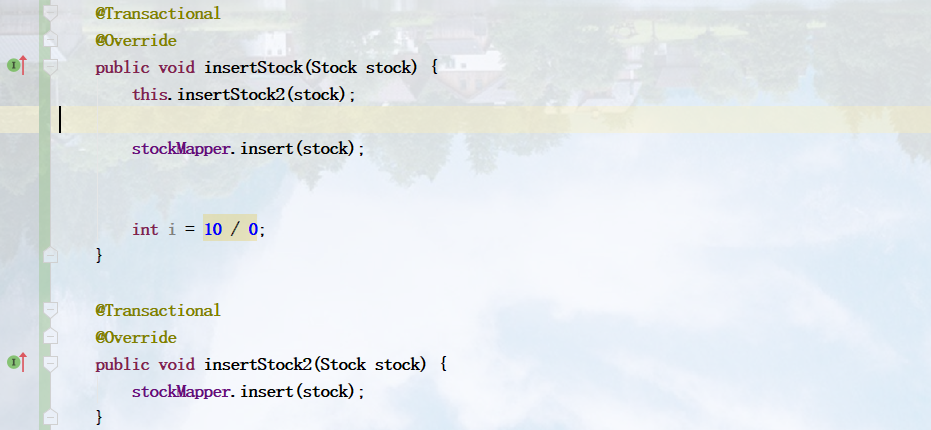 @Transactional
@Override
public void insertStock(Stock stock) {
this.insertStock2(stock);
stockMapper.insert(stock);
int i = 10 / 0;
}
@Transactional
@Override
public void insertStock2(Stock stock) {
stockMapper.insert(stock);
}